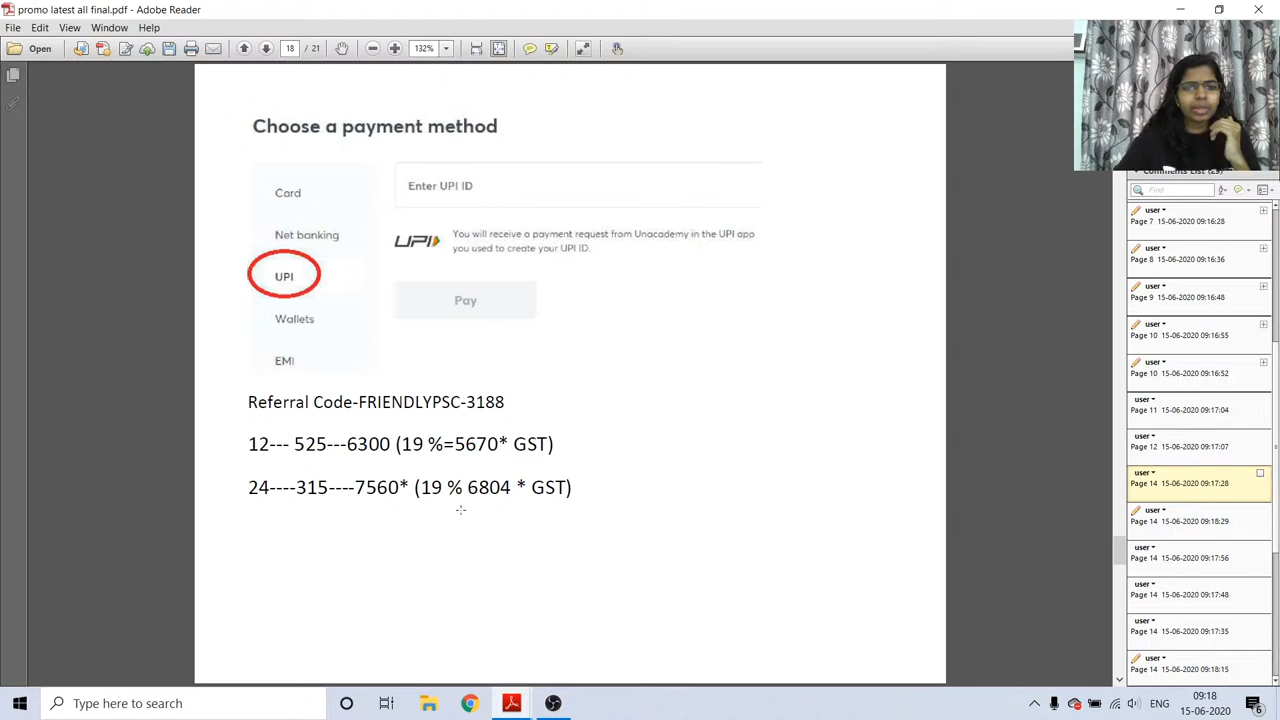 promo latest all final.pdf - Adobe Reader
File Edit View Window Help
Open 18 / 21 132%
Choose a payment method
Card
Enter UPI ID
Net banking
UPI You will receive a payment request from Unacademy in the UPI app
you used to create your UPI ID.
UPI
Pay
Wallets
EMI
Referral Code-FRIENDLYPSC-3188
12--- 525---6300 (19 %=5670* GST)
24----315----7560* (19 % 6804 * GST)
Comments List (29)
Find
user
Page 7 15-06-2020 09:16:28
user
Page 8 15-06-2020 09:16:36
user
Page 9 15-06-2020 09:16:48
user
Page 10 15-06-2020 09:16:55
user
Page 10 15-06-2020 09:16:52
user
Page 11 15-06-2020 09:17:04
user
Page 12 15-06-2020 09:17:07
user
Page 14 15-06-2020 09:17:28
user
Page 14 15-06-2020 09:18:29
user
Page 14 15-06-2020 09:17:56
user
Page 14 15-06-2020 09:17:48
user
Page 14 15-06-2020 09:17:35
user
Page 14 15-06-2020 09:18:15
Type here to search
ENG
09:18
15-06-2020
6